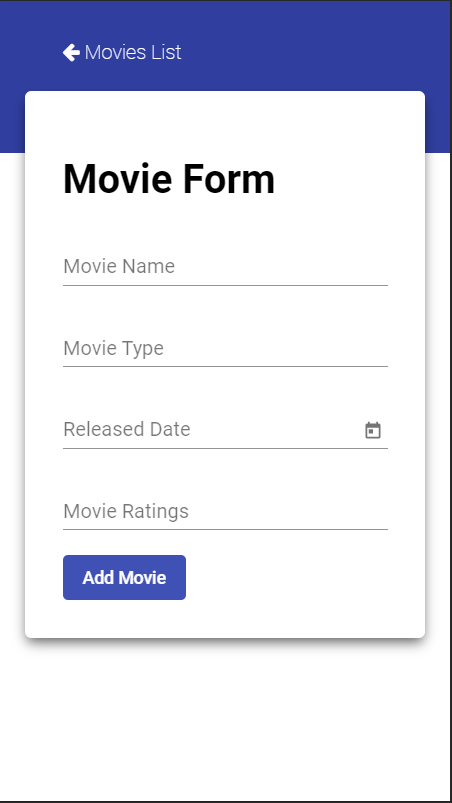 Movies List
Movie Form
Movie Name
Movie Type
Released Date
Movie Ratings
Add Movie